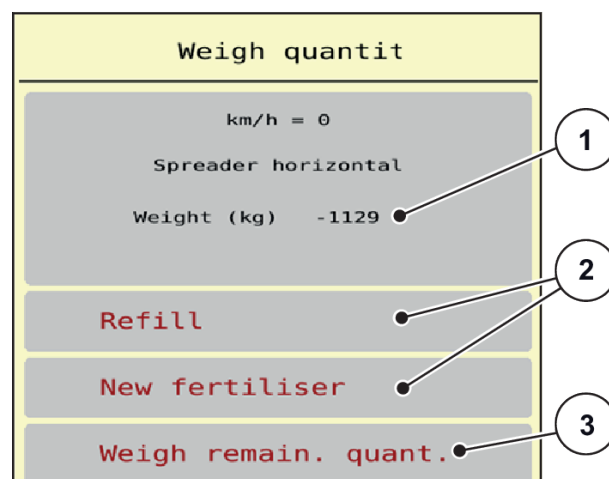 Weigh quantit
km/h = 0
Spreader horizontal
Weight (kg) -1129
1
2
Refill
New fertiliser
3
Weigh remain. quant.